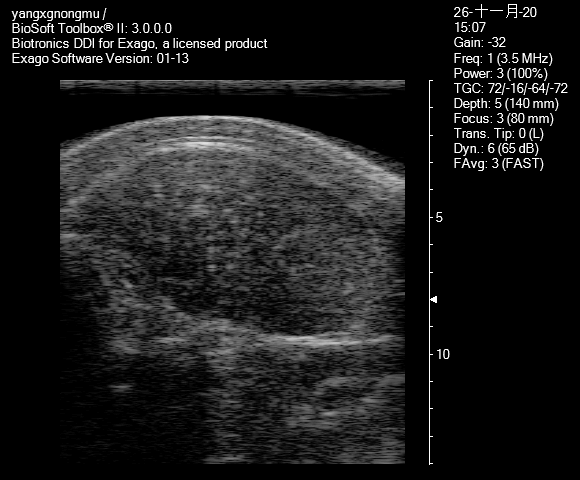 yangxgnongmu /
BioSoft Toolbox® II: 3.0.0.0
Biotronics DDI for Exago, a licensed product
Exago Software Version: 01-13
26-十一月-20
15:07
Gain: -32
Freq: 1 (3.5 MHz)
Power: 3 (100%)
TGC: 72/-16/-64/-72
Depth: 5 (140 mm)
Focus: 3 (80 mm)
Trans. Tip: 0 (L)
Dyn.: 6 (65 dB)
FAvg: 3 (FAST)
5
10